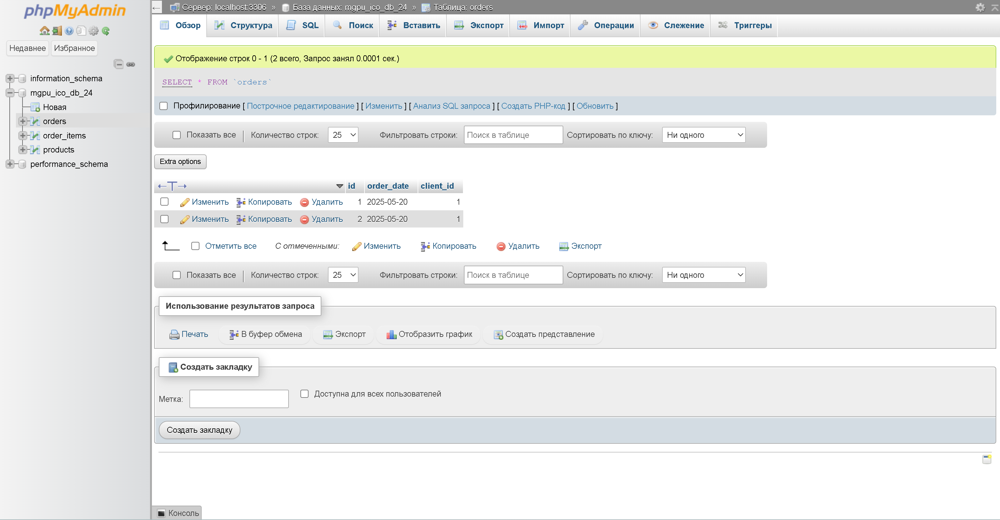 phpMyAdmin
Недавнее Избранное
information_schema
mgpu_ico_db_24
Новая
orders
order_items
products
performance_schema
← Сервер: localhost:3306 » База данных: mgpu_ico_db_24 » Таблица: orders
Обзор Структура SQL Поиск Вставить Экспорт Импорт Операции Слежение Триггеры
Отображение строк 0 - 1 (2 всего, Запрос занял 0.0001 сек.)
SELECT * FROM `orders`
Профилирование [ Построчное редактирование ] [ Изменить ] [ Анализ SQL запроса ] [ Создать PHP-код ] [ Обновить ]
Показать все | Количество строк: 25 Фильтровать строки: Поиск в таблице Сортировать по ключу: Ни одного
Extra options
←T→ id order_date client_id
Изменить Копировать Удалить 1 2025-05-20 1
Изменить Копировать Удалить 2 2025-05-20 1
Отметить все С отмеченными: Изменить Копировать Удалить Экспорт
Показать все | Количество строк: 25 Фильтровать строки: Поиск в таблице Сортировать по ключу: Ни одного
Использование результатов запроса
Печать В буфер обмена Экспорт Отобразить график Создать представление
Создать закладку
Метка: Доступна для всех пользователей
Создать закладку
Консоль